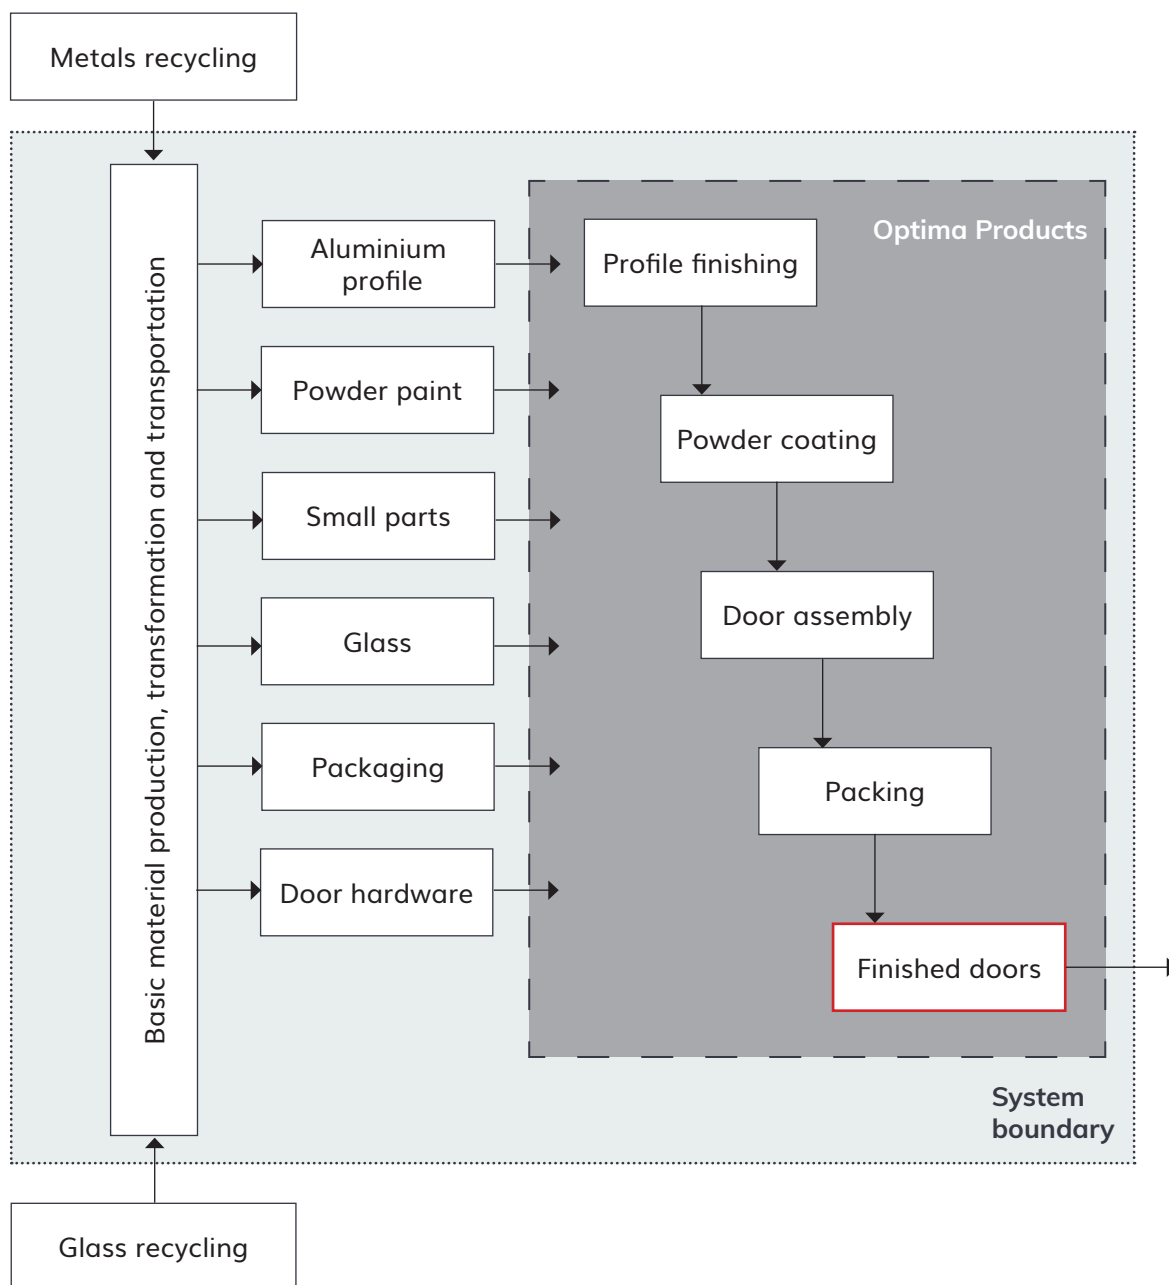 Metals recycling
Basic material production, transformation and transportation
Aluminium
profile
Powder paint
Small parts
Glass
Packaging
Door hardware
Optima Products
Profile finishing
Powder coating
Door assembly
Packing
Finished doors
System
boundary
Glass recycling